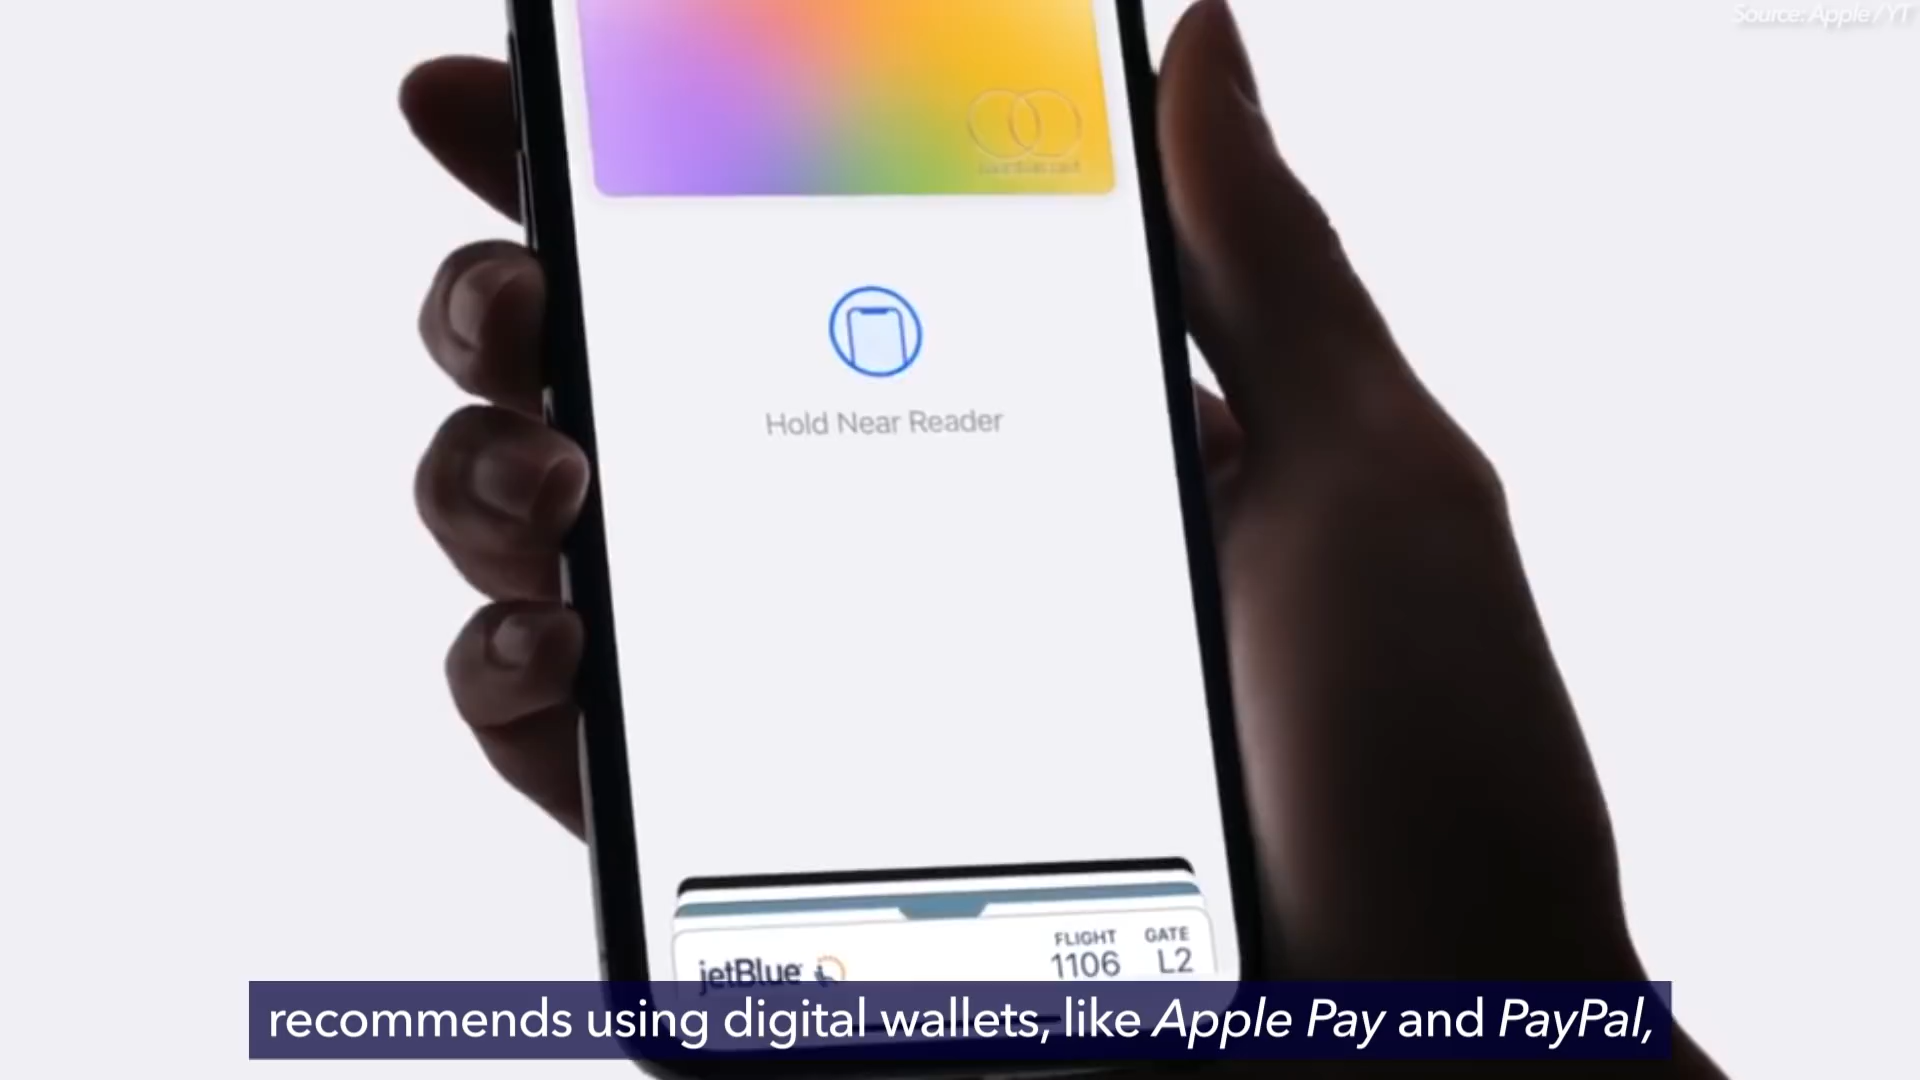 Source: Apple / YT
Hold Near Reader
FLIGHT GATE
jetBlue 1106 L2
recommends using digital wallets, like Apple Pay and PayPal,